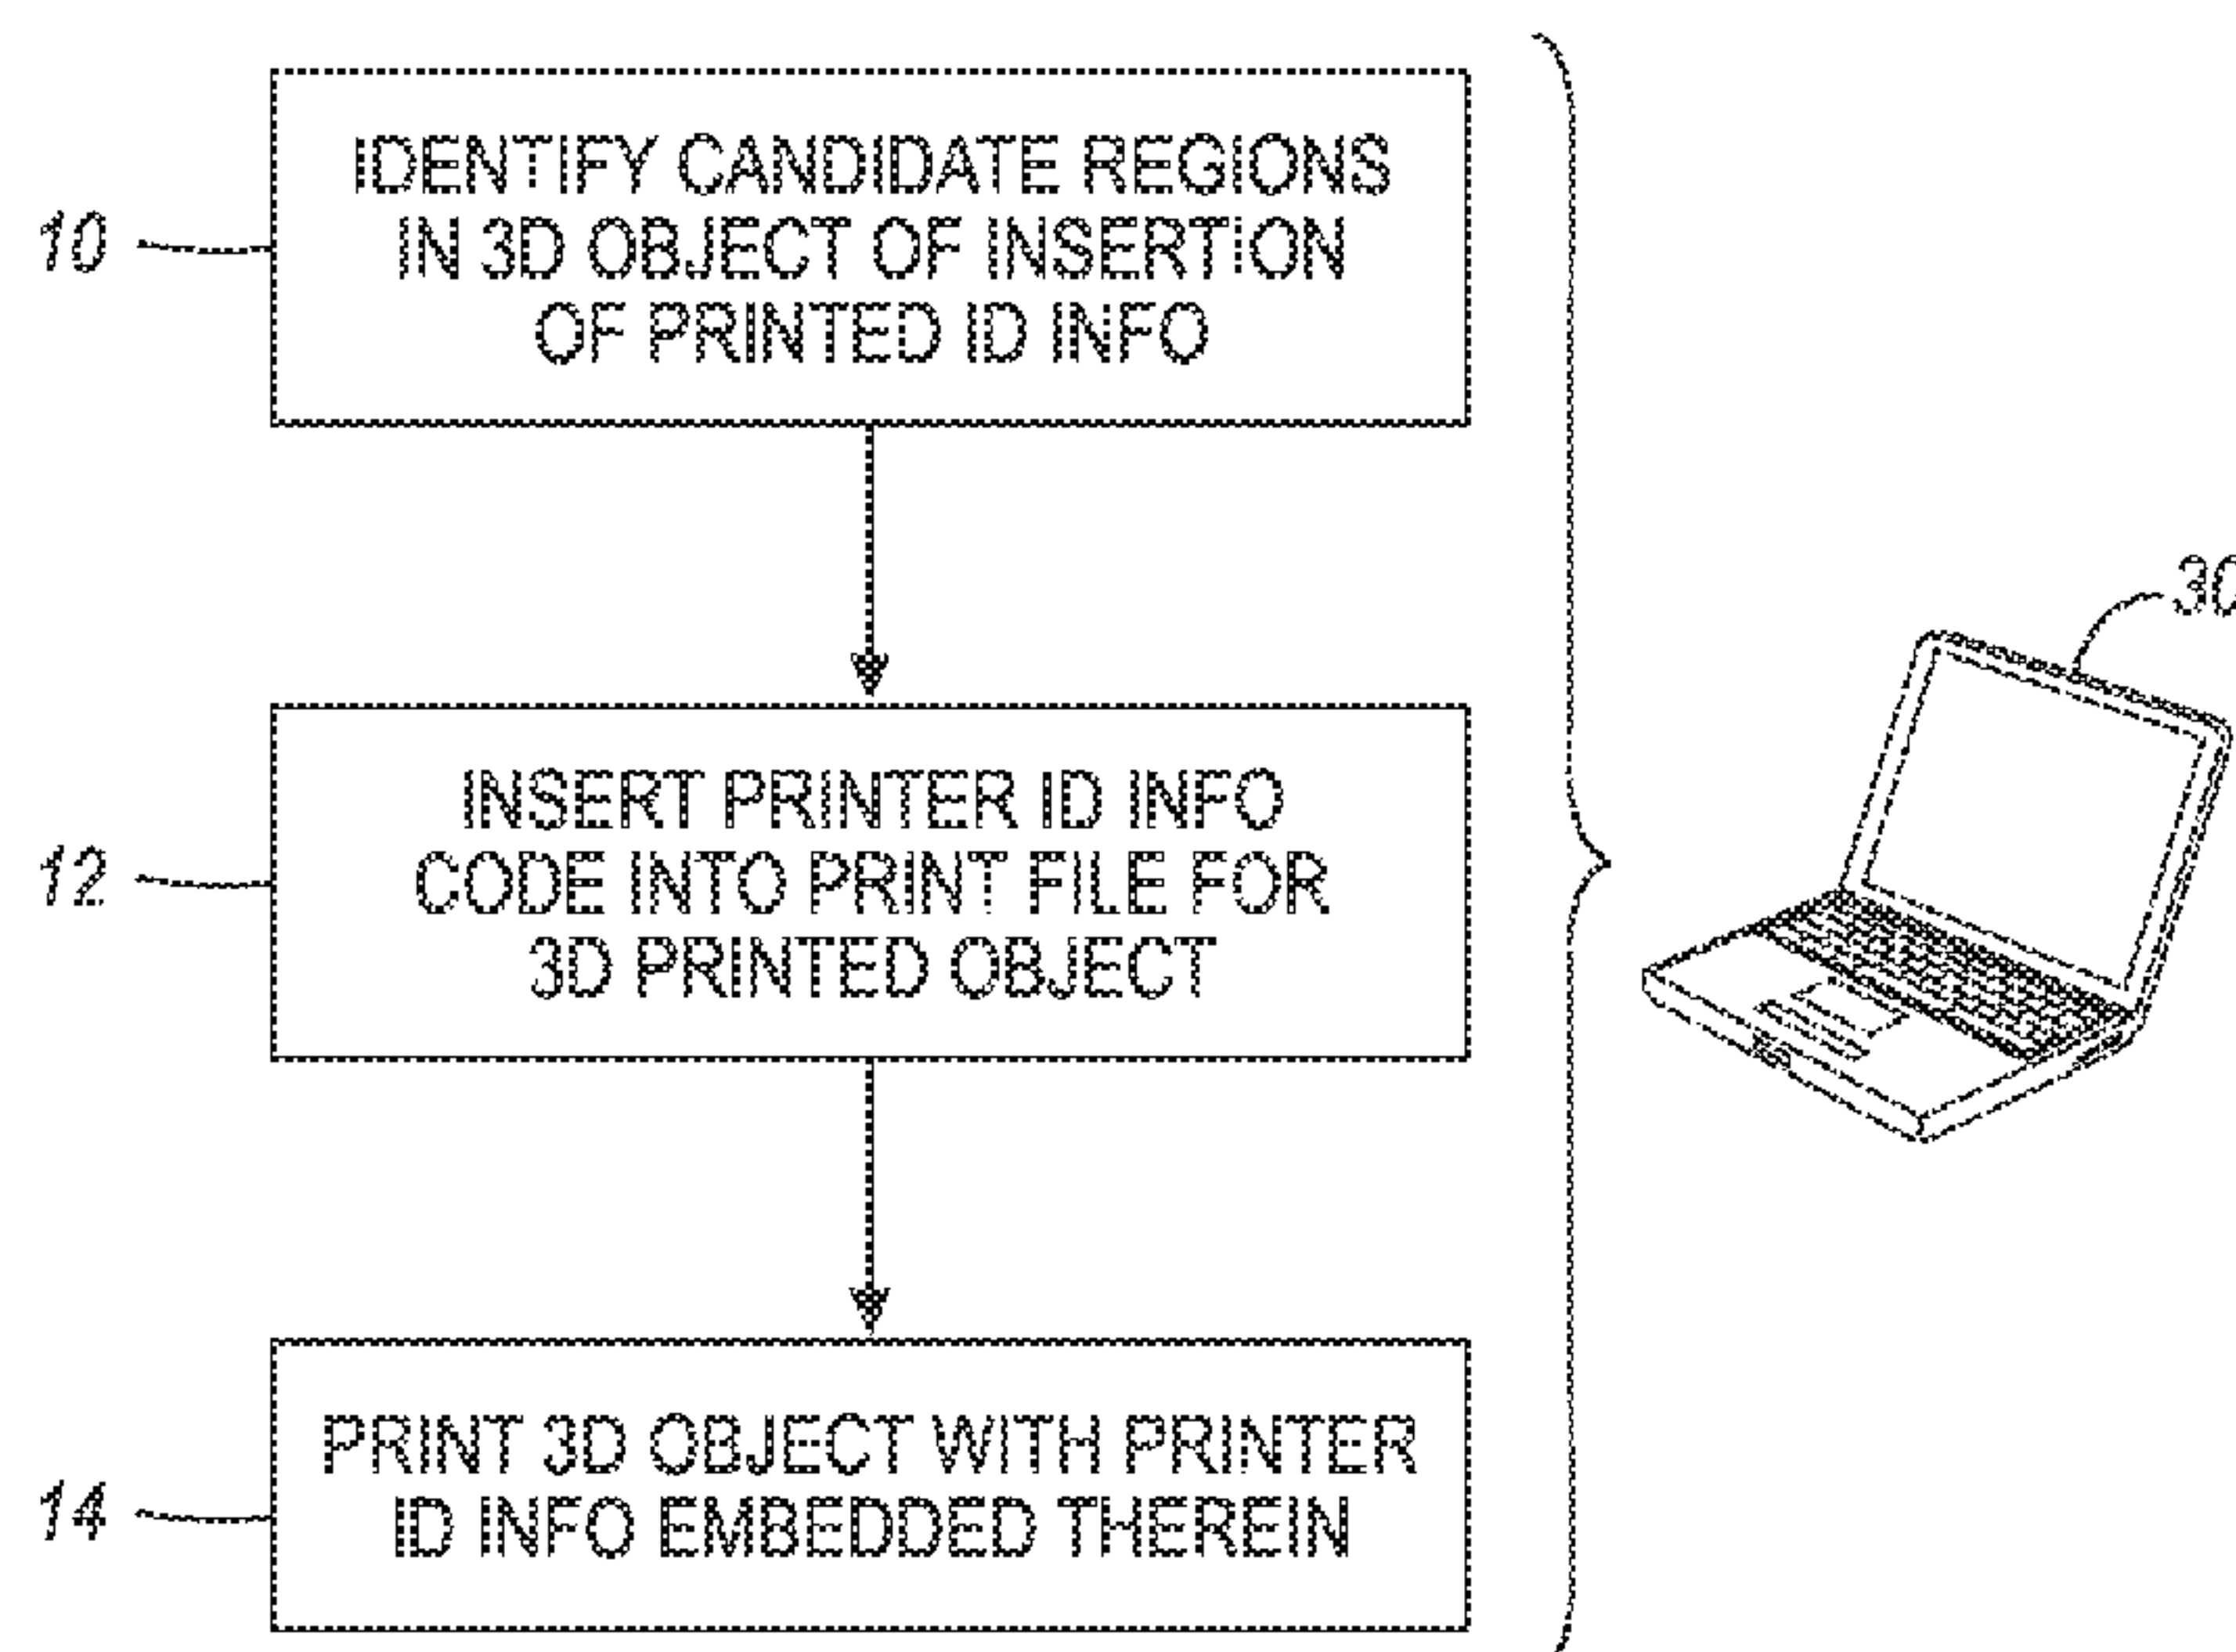 10
IDENTIFY CANDIDATE REGIONS
IN 3D OBJECT OF INSERTION
OF PRINTED ID INFO
30
12
INSERT PRINTER ID INFO
CODE INTO PRINT FILE FOR
3D PRINTED OBJECT
14
PRINT 3D OBJECT WITH PRINTER
ID INFO EMBEDDED THEREIN